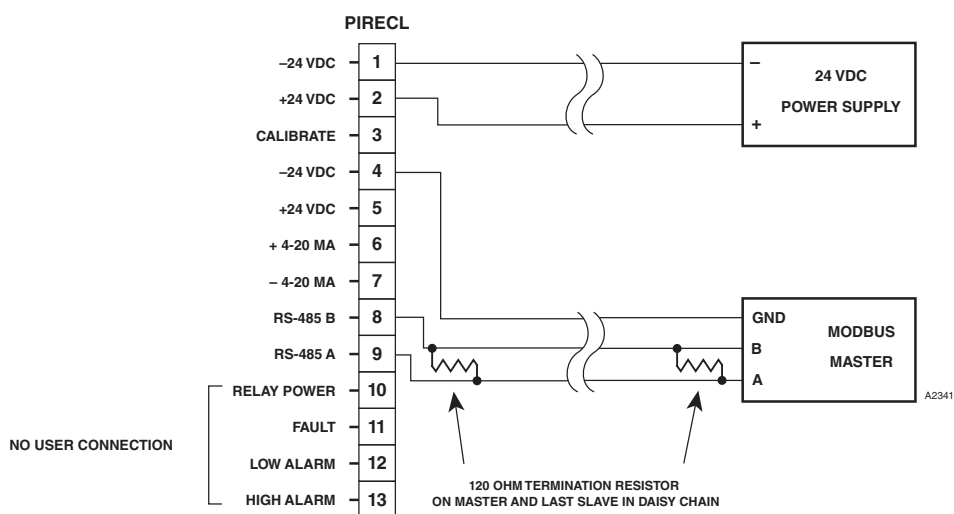 PIRECL
–24 VDC 1
+24 VDC 2
CALIBRATE 3
–24 VDC 4
+24 VDC 5
+ 4-20 MA 6
– 4-20 MA 7
RS-485 B 8
RS-485 A 9
RELAY POWER 10
FAULT 11
LOW ALARM 12
HIGH ALARM 13
NO USER CONNECTION
–
+
24 VDC
POWER SUPPLY
GND
B
A
MODBUS
MASTER
A2341
120 OHM TERMINATION RESISTOR
ON MASTER AND LAST SLAVE IN DAISY CHAIN